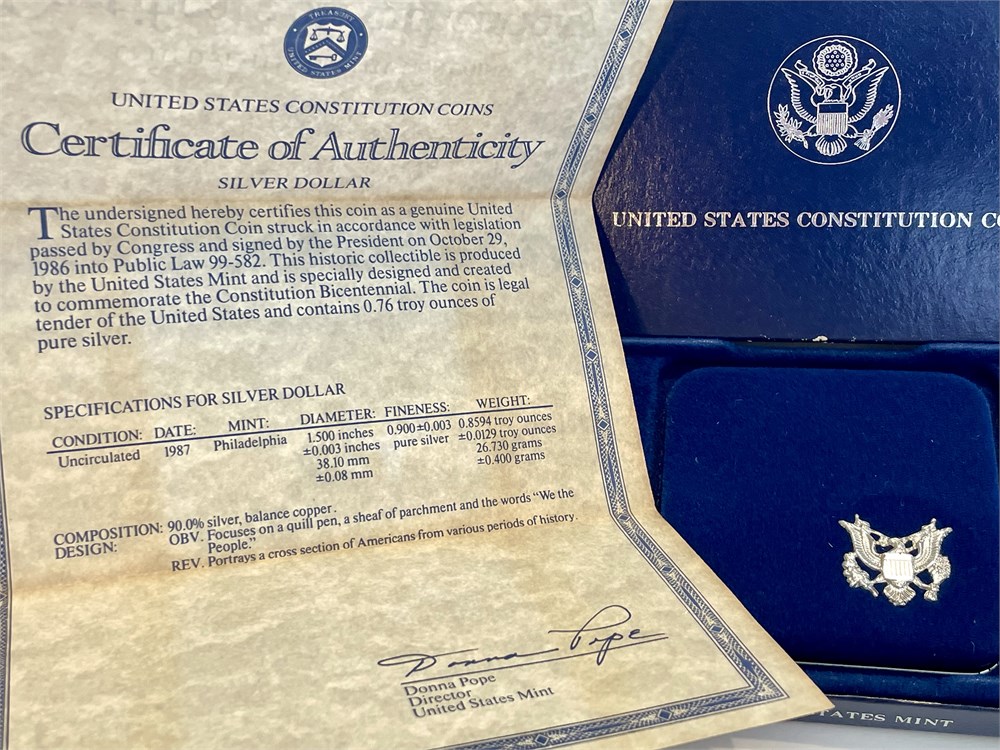 TREASURY
UNITED STATES MINT
UNITED STATES CONSTITUTION COINS
Certificate of Authenticity
SILVER DOLLAR
The undersigned hereby certifies this coin as a genuine United
States Constitution Coin struck in accordance with legislation
passed by Congress and signed by the President on October 29,
1986 into Public Law 99-582. This historic collectible is produced
by the United States Mint and is specially designed and created
to commemorate the Constitution Bicentennial. The coin is legal
tender of the United States and contains 0.76 troy ounces of
pure silver.
SPECIFICATIONS FOR SILVER DOLLAR
CONDITION: DATE: MINT: DIAMETER: FINENESS: WEIGHT:
Uncirculated 1987 Philadelphia 1.500 inches 0.900±0.003 0.8594 troy ounces
±0.003 inches pure silver ±0.0129 troy ounces
38.10 mm 26.730 grams
±0.08 mm ±0.400 grams
COMPOSITION: 90.0% silver, balance copper.
DESIGN: OBV. Focuses on a quill pen, a sheaf of parchment and the words "We the
People."
REV. Portrays a cross section of Americans from various periods of history.
Donna Pope
Donna Pope
Director
United States Mint
UNITED STATES CONSTITUTION C
TATES MINT